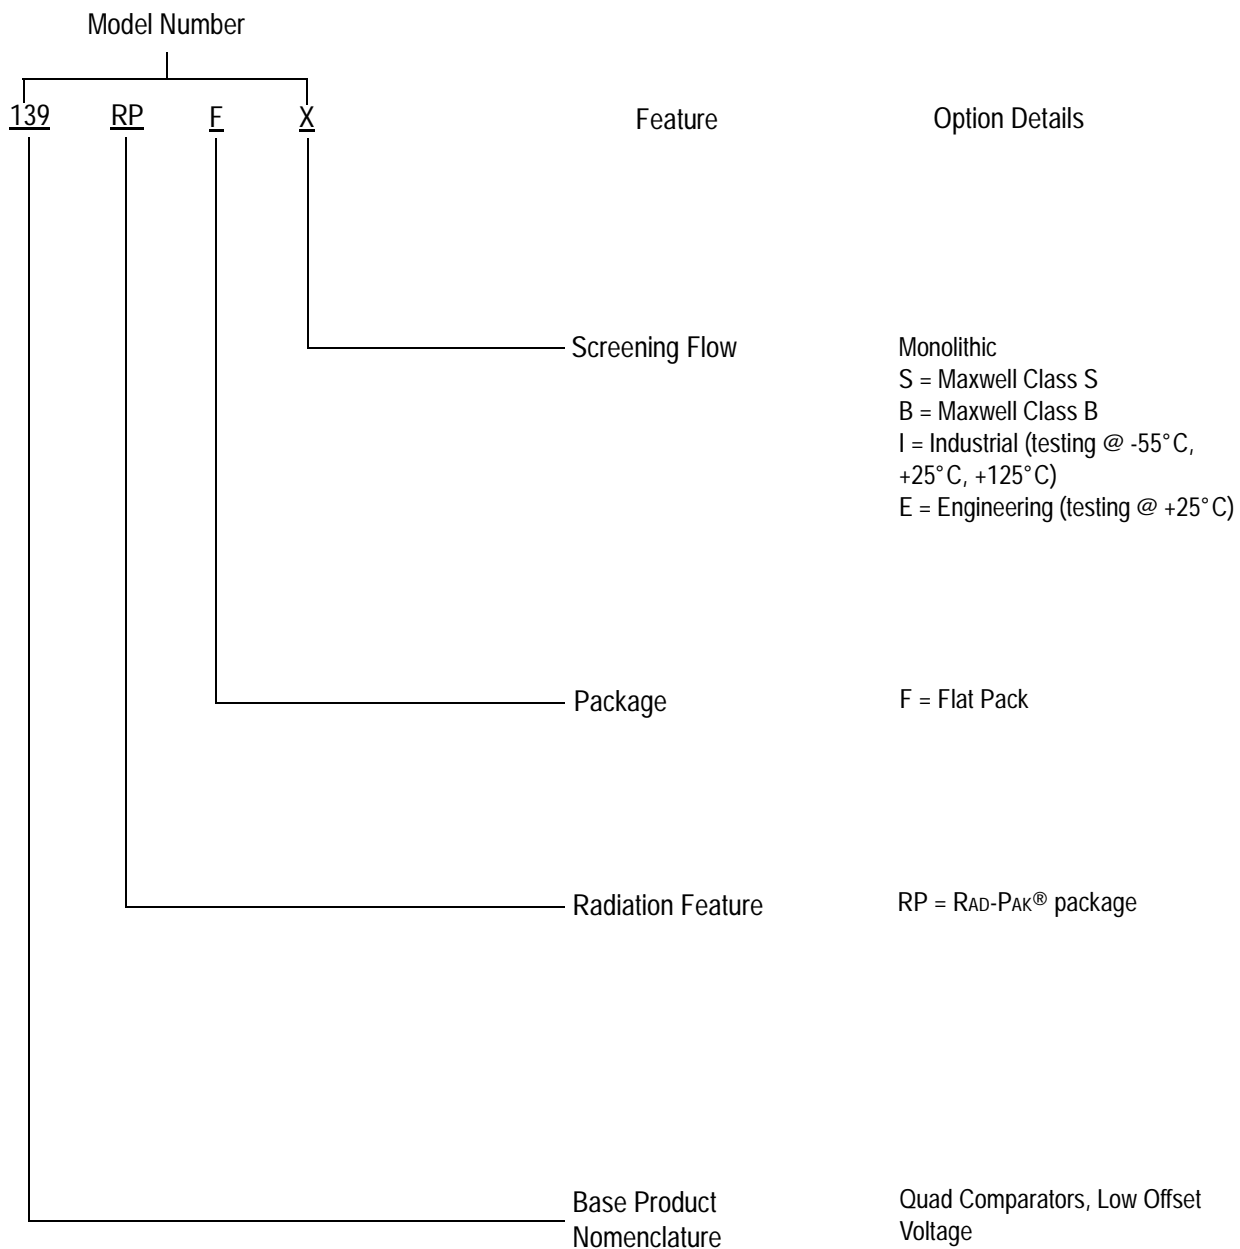 Model Number
139 RP F X Feature Option Details
Screening Flow
Monolithic
S = Maxwell Class S
B = Maxwell Class B
I = Industrial (testing @ -55°C,
+25°C, +125°C)
E = Engineering (testing @ +25°C)
Package
F = Flat Pack
Radiation Feature
RP = RAD-PAK® package
Base Product
Nomenclature
Quad Comparators, Low Offset
Voltage